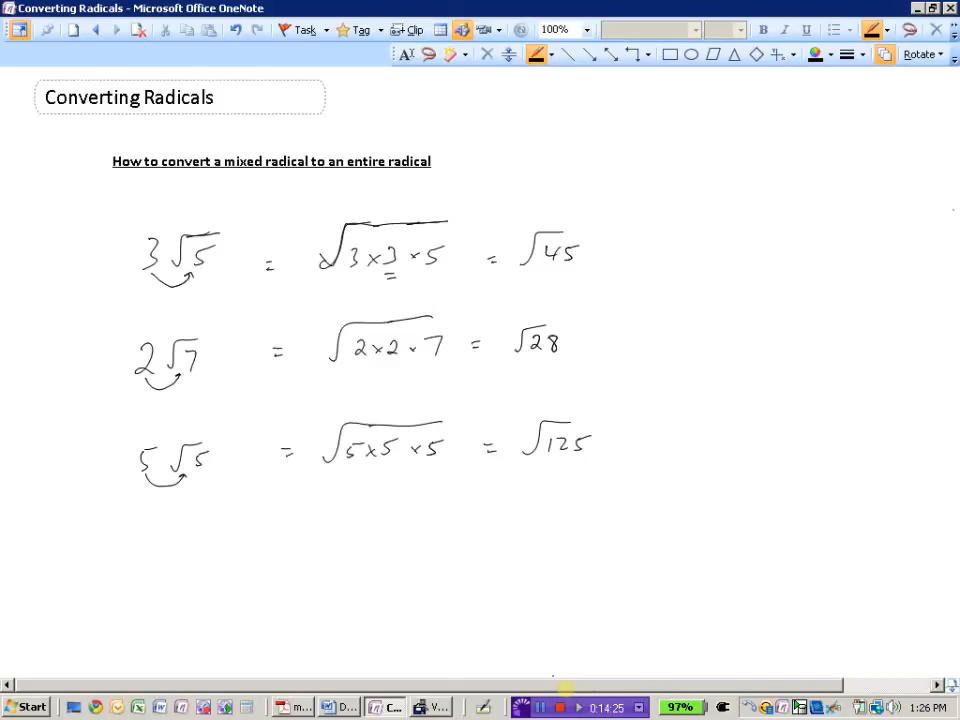 Converting Radicals - Microsoft Office OneNote
Task Tag Clip 100% B I U
A Rotate
Converting Radicals
How to convert a mixed radical to an entire radical
3√5 = √3×3×5 = √45
2√7 = √2×2×7 = √28
5√5 = √5×5×5 = √125
Start m... D... C... V... 0:14:25 97% 1:26 PM